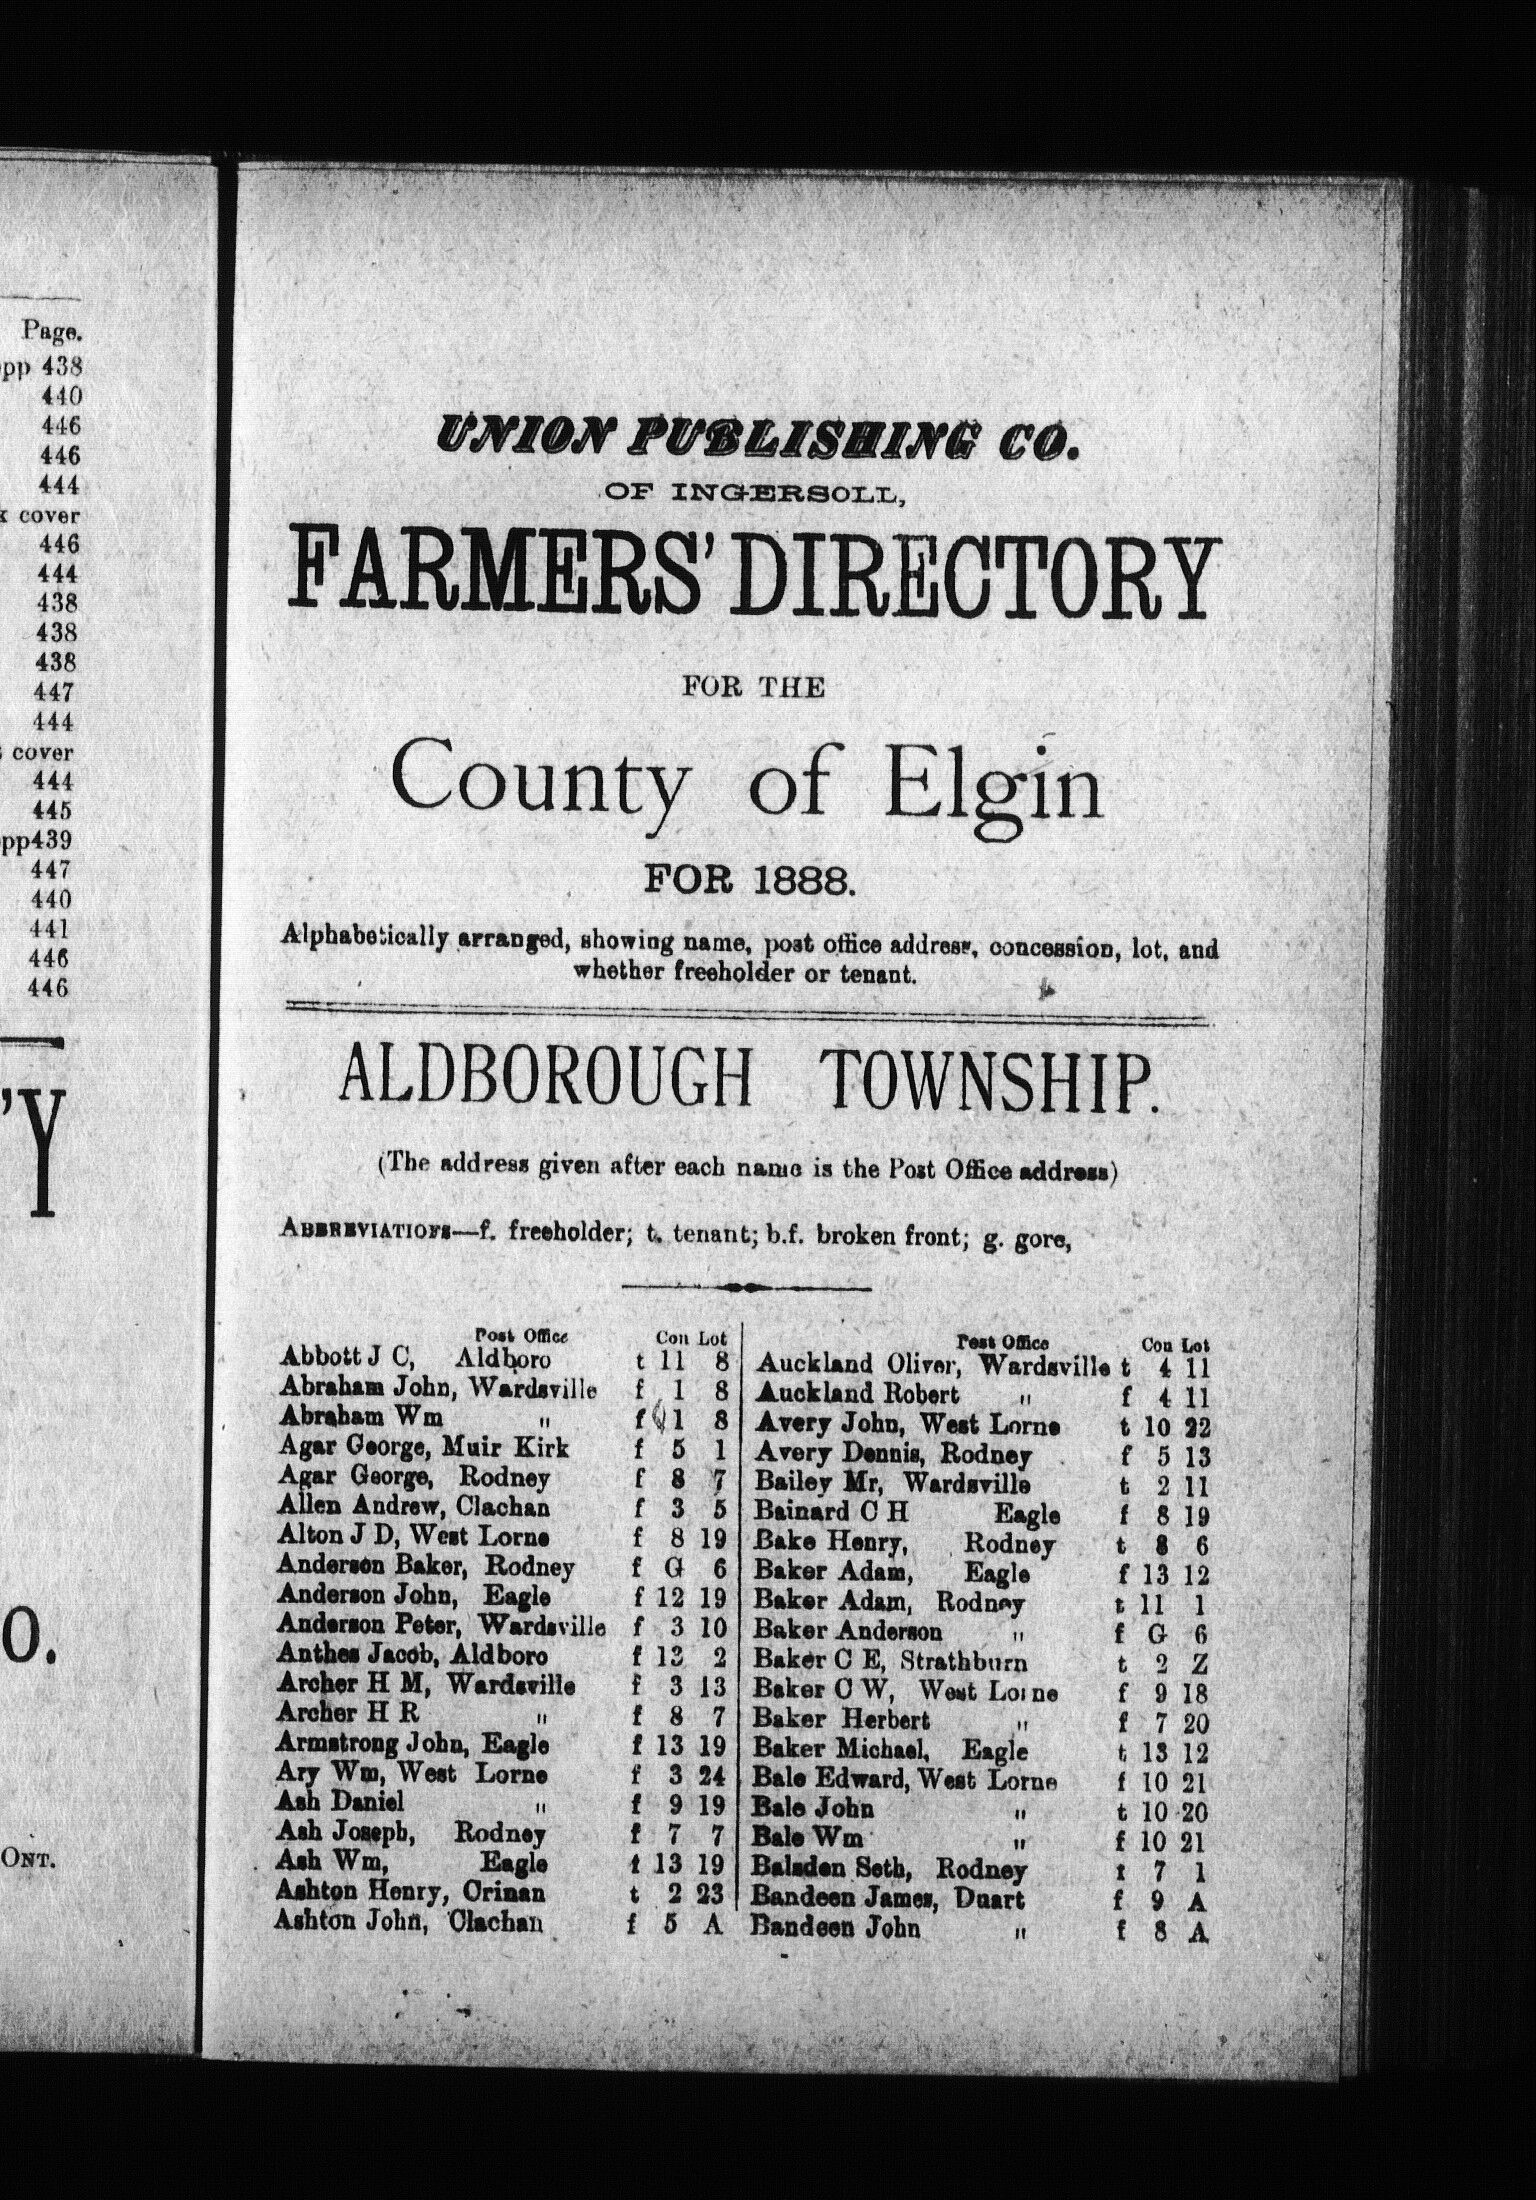 Page.
opp 438
440
446
446
444
k cover
446
444
438
438
438
447
444
cover
444
445
opp439
447
440
441
446
446
'Y
O.
ONT.
UNION PUBLISHING CO.
OF INGERSOLL,
FARMERS' DIRECTORY
FOR THE
County of Elgin
FOR 1888.
Alphabetically arranged, showing name, post office address, concession, lot, and
whether freeholder or tenant.
ALDBOROUGH TOWNSHIP.
(The address given after each name is the Post Office address)
ABBREVIATIONS—f. freeholder; t. tenant; b.f. broken front; g. gore,
Post Office Con Lot
Abbott J C, Aldboro t 11 8
Abraham John, Wardsville f 1 8
Abraham Wm " f 1 8
Agar George, Muir Kirk f 5 1
Agar George, Rodney f 8 7
Allen Andrew, Clachan f 3 5
Alton J D, West Lorne f 8 19
Anderson Baker, Rodney f G 6
Anderson John, Eagle f 12 19
Anderson Peter, Wardsville f 3 10
Anthes Jacob, Aldboro f 13 2
Archer H M, Wardsville f 3 13
Archer H R " f 8 7
Armstrong John, Eagle f 13 19
Ary Wm, West Lorne f 3 24
Ash Daniel " f 9 19
Ash Joseph, Rodney f 7 7
Ash Wm, Eagle t 13 19
Ashton Henry, Crinan t 2 23
Ashton John, Clachan f 5 A
Post Office Con Lot
Auckland Oliver, Wardsville t 4 11
Auckland Robert " f 4 11
Avery John, West Lorne t 10 22
Avery Dennis, Rodney f 5 13
Bailey Mr, Wardsville t 2 11
Bainard C H Eagle f 8 19
Bake Henry, Rodney t 8 6
Baker Adam, Eagle f 13 12
Baker Adam, Rodney t 11 1
Baker Anderson " f G 6
Baker C E, Strathburn t 2 Z
Baker C W, West Lorne f 9 18
Baker Herbert " f 7 20
Baker Michael, Eagle t 13 12
Bale Edward, West Lorne f 10 21
Bale John " t 10 20
Bale Wm " f 10 21
Balsden Seth, Rodney t 7 1
Bandeen James, Duart f 9 A
Bandeen John " f 8 A